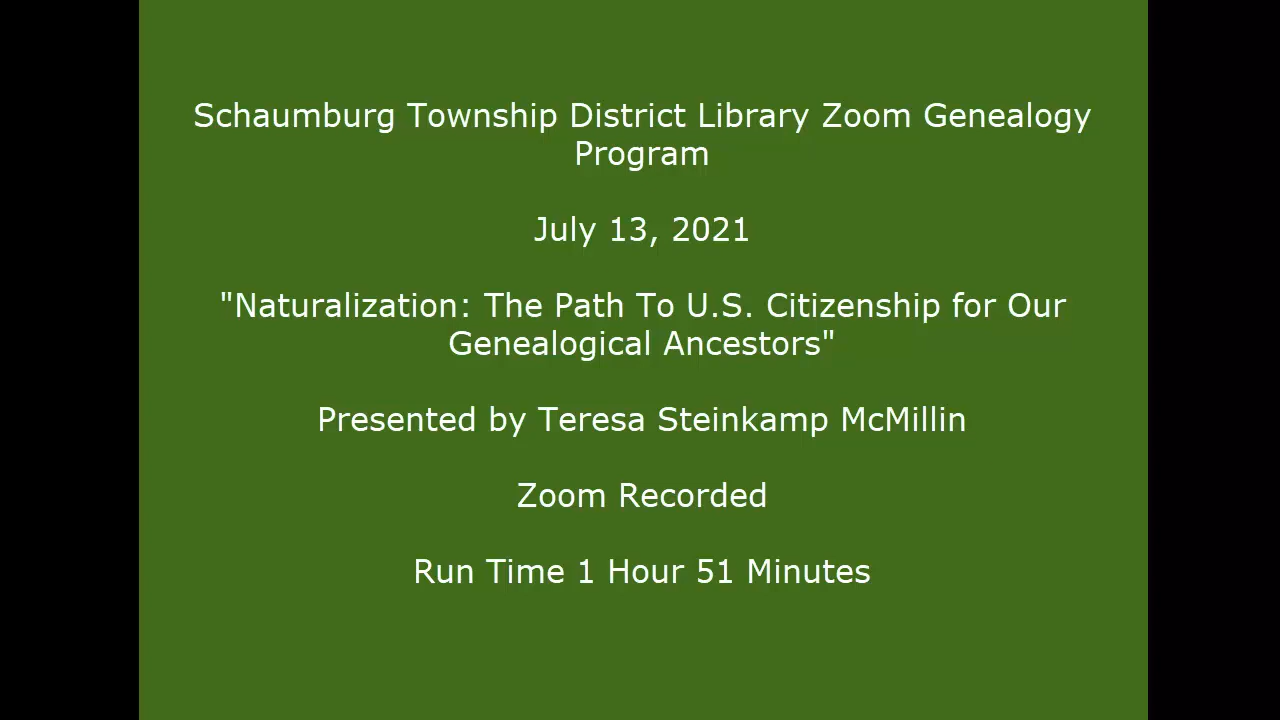 Schaumburg Township District Library Zoom Genealogy
Program
July 13, 2021
"Naturalization: The Path To U.S. Citizenship for Our
Genealogical Ancestors"
Presented by Teresa Steinkamp McMillin
Zoom Recorded
Run Time 1 Hour 51 Minutes